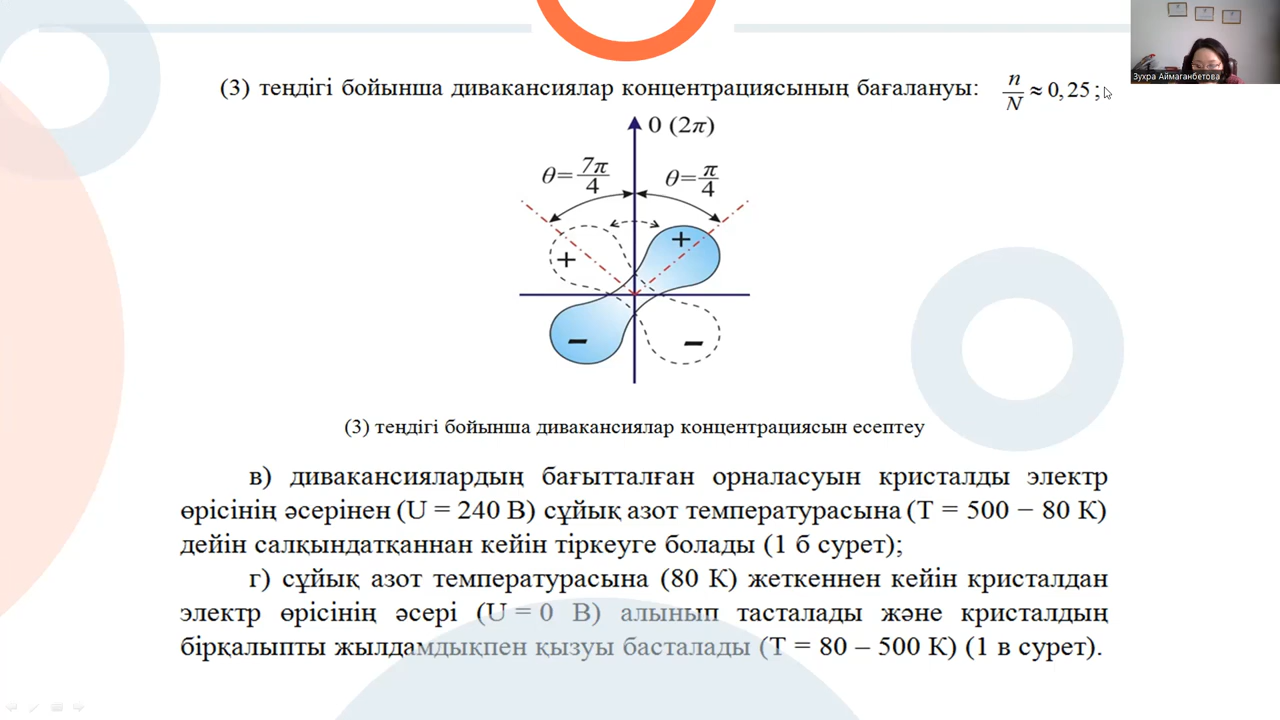 Зухра Аймаганбетова
(3) теңдігі бойынша дивакансиялар концентрациясының бағалануы: n/N ≈ 0,25;
0 (2π)
θ=7π/4 θ=π/4
+ +
− −
(3) теңдігі бойынша дивакансиялар концентрациясын есептеу
в) дивакансиялардың бағытталған орналасуын кристалды электр
өрісінің әсерінен (U = 240 В) сұйық азот температурасына (T = 500 − 80 К)
дейін салқындатқаннан кейін тіркеуге болады (1 б сурет);
г) сұйық азот температурасына (80 К) жеткеннен кейін кристалдан
электр өрісінің әсері (U = 0 В) алынып тасталады және кристалдың
бірқалыпты жылдамдықпен қызуы басталады (T = 80 – 500 К) (1 в сурет).